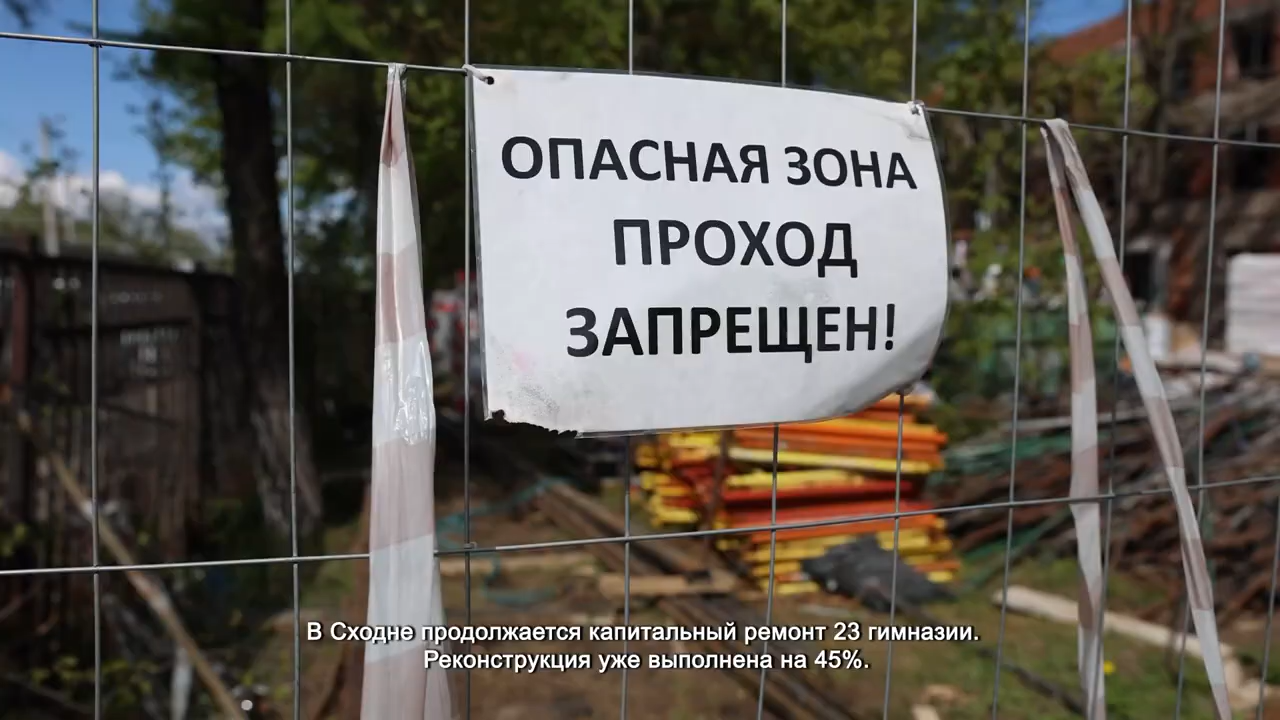 ОПАСНАЯ ЗОНА
ПРОХОД
ЗАПРЕЩЕН!
В Сходне продолжается капитальный ремонт 23 гимназии.
Реконструкция уже выполнена на 45%.